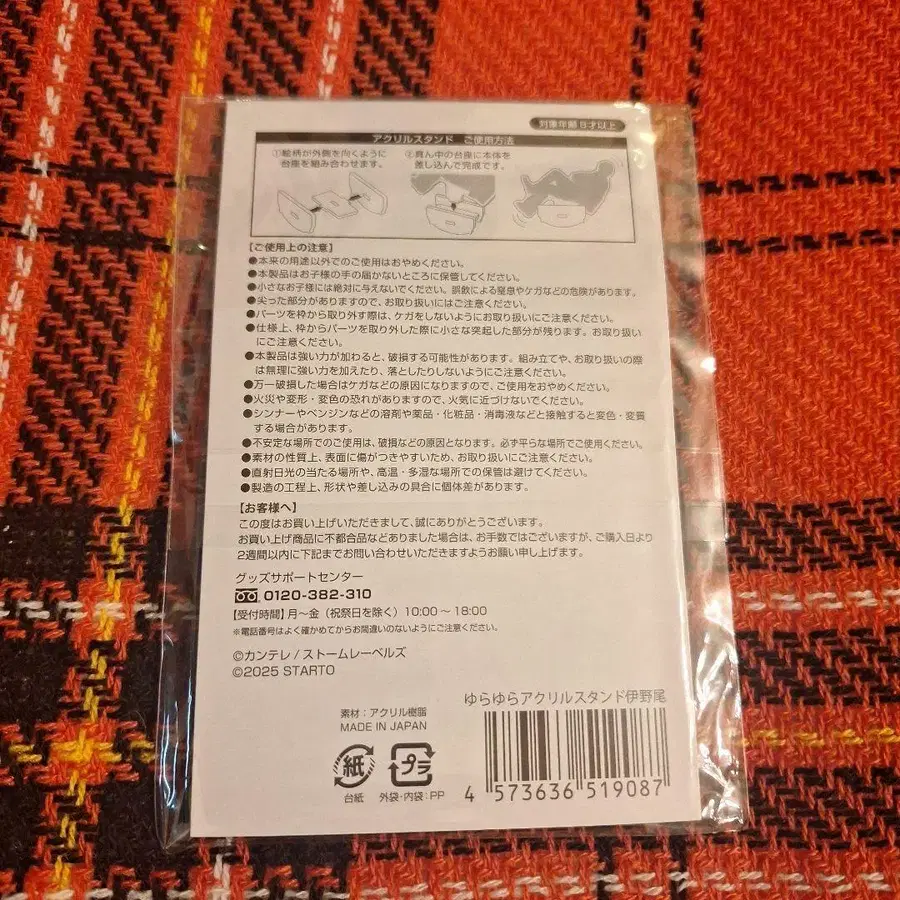 対象年齢8才以上
アクリルスタンド ご使用方法
①絵柄が外側を向くように
台座を組み合わせます。
②真ん中の台座に本体を
差し込んで完成です。
【ご使用上の注意】
●本来の用途以外でのご使用はおやめください。
●本製品はお子様の手の届かないところに保管してください。
●小さなお子様には絶対に与えないでください。誤飲による窒息やケガなどの危険があります。
●尖った部分がありますので、お取り扱いにはご注意ください。
●パーツを枠から取り外す際は、ケガをしないようにお取り扱いにご注意ください。
●仕様上、枠からパーツを取り外した際に小さな突起した部分が残ります。お取り扱い
にご注意ください。
●本製品は強い力が加わると、破損する可能性があります。組み立てや、お取り扱いの際
は無理に強い力を加えたり、落としたりしないようにご注意ください。
●万一破損した場合はケガなどの原因になりますので、ご使用をおやめください。
●火災や変形・変色の恐れがありますので、火気に近づけないでください。
●シンナーやベンジンなどの溶剤や薬品・化粧品・消毒液などと接触すると変色・変質
する場合があります。
●不安定な場所でのご使用は、破損などの原因となります。必ず平らな場所でご使用ください。
●素材の性質上、表面に傷がつきやすいため、お取り扱いにご注意ください。
●直射日光の当たる場所や、高温・多湿な場所での保管は避けてください。
●製造の工程上、形状や差し込みの具合に個体差があります。
【お客様へ】
この度はお買い上げいただきまして、誠にありがとうございます。
お買い上げ商品に不都合品などありました場合は、お手数ではございますが、ご購入日より
2週間以内に下記までお問い合わせいただきますようお願い申し上げます。
グッズサポートセンター
0120-382-310
【受付時間】月〜金（祝祭日を除く）10:00〜18:00
※電話番号はよく確かめてからお間違いのないようにご注意ください。
©カンテレ/ストームレーベルズ
©2025 STARTO
ゆらゆらアクリルスタンド伊野尾
素材：アクリル樹脂
MADE IN JAPAN
紙
プラ
台紙
外袋・内袋：PP
4 573636 519087